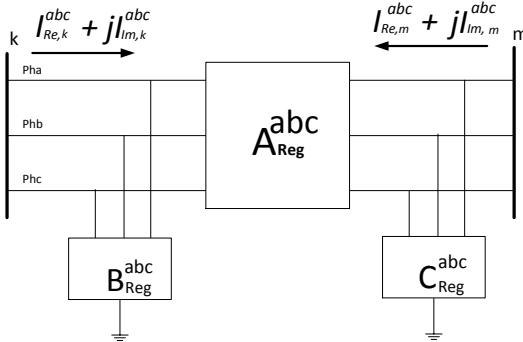 k
I_{Re,k}^{abc} + jI_{Im,k}^{abc}
I_{Re,m}^{abc} + jI_{Im, m}^{abc}
m
Pha
Phb
Phc
A_{Reg}^{abc}
B_{Reg}^{abc}
C_{Reg}^{abc}